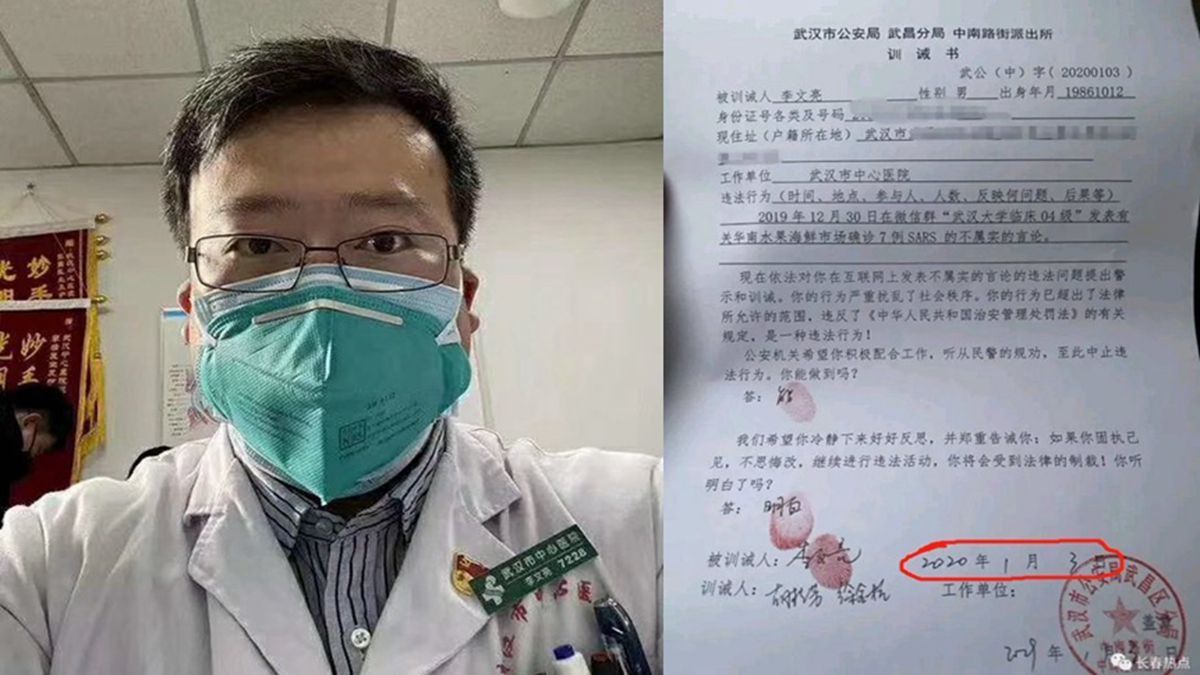 武汉市中心医院
李文亮 7228
武汉市公安局 武昌分局 中南路街派出所
训诫书
武公(中)字(20200103)
被训诫人 李文亮 性别 男 出身年月 19861012
身份证号各类及号码
现住址(户籍所在地) 武汉市
工作单位 武汉市中心医院
违法行为(时间、地点、参与人、人数、反映何问题、后果等)
2019年12月30日在微信群“武汉大学临床04级”发表有
关华南水果海鲜市场确诊7例SARS的不属实的言论。
现在依法对你在互联网上发表不属实的言论的违法问题提出警
示和训诫。你的行为严重扰乱了社会秩序。你的行为已超出了法律
所允许的范围,违反了《中华人民共和国治安管理处罚法》的有关
规定,是一种违法行为!
公安机关希望你积极配合工作,听从民警的规劝,至此中止违
法行为。你能做到吗?
答: 能
我们希望你冷静下来好好反思,并郑重告诫你:如果你固执己
见,不思悔改,继续进行违法活动,你将会受到法律的制裁!你听
明白了吗?
答: 明白
被训诫人: 李文亮 2020年1月3日
训诫人: 工作单位:
武汉市公安局武昌区分局
长春热点